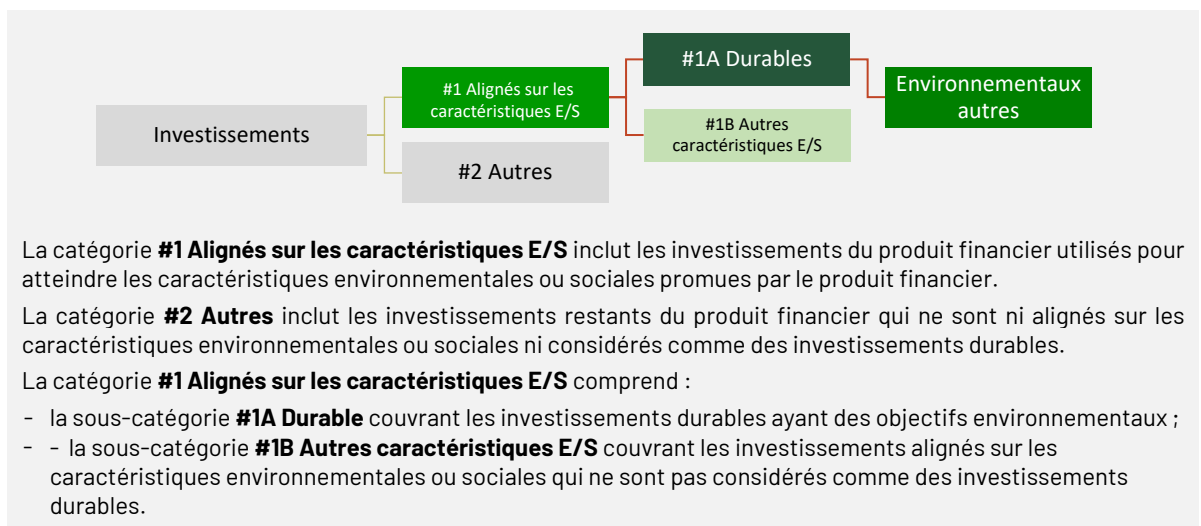 #1A Durables
Environnementaux
autres
#1 Alignés sur les
caractéristiques E/S
Investissements
#1B Autres
caractéristiques E/S
#2 Autres
La catégorie #1 Alignés sur les caractéristiques E/S inclut les investissements du produit financier utilisés pour
atteindre les caractéristiques environnementales ou sociales promues par le produit financier.
La catégorie #2 Autres inclut les investissements restants du produit financier qui ne sont ni alignés sur les
caractéristiques environnementales ou sociales ni considérés comme des investissements durables.
La catégorie #1 Alignés sur les caractéristiques E/S comprend :
- la sous-catégorie #1A Durable couvrant les investissements durables ayant des objectifs environnementaux ;
- - la sous-catégorie #1B Autres caractéristiques E/S couvrant les investissements alignés sur les
caractéristiques environnementales ou sociales qui ne sont pas considérés comme des investissements
durables.